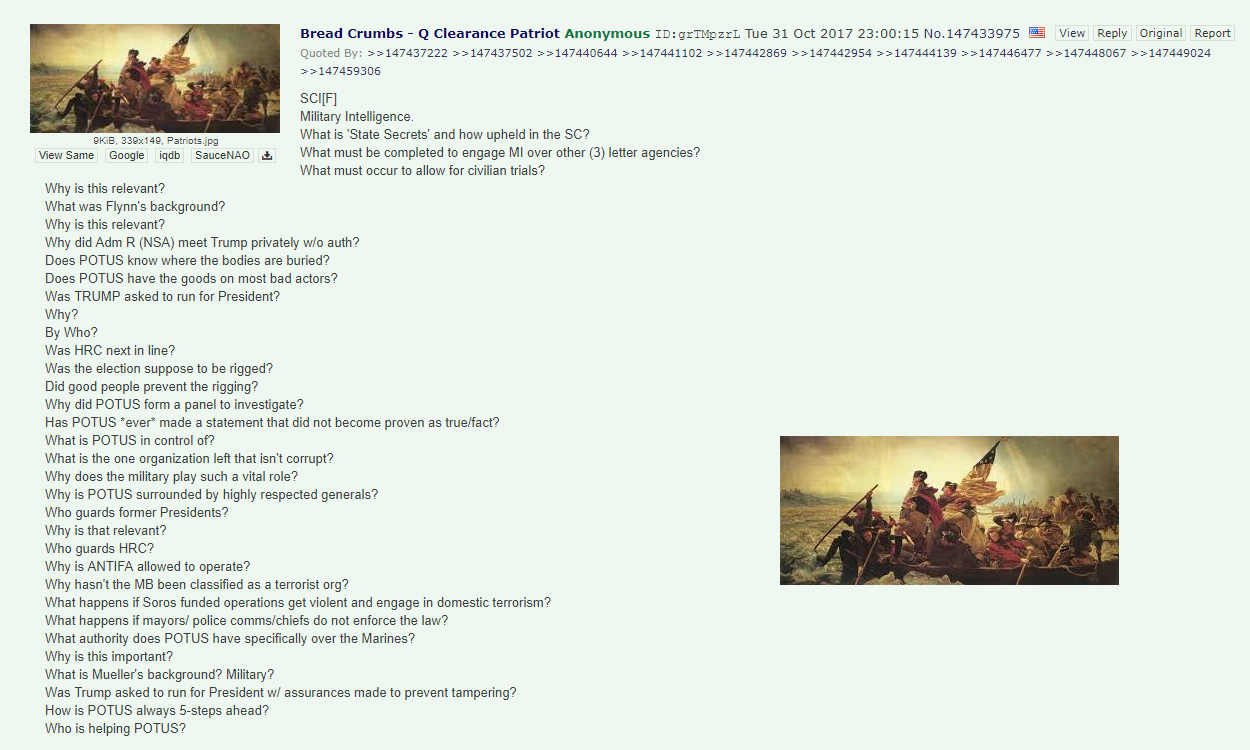 Bread Crumbs - Q Clearance Patriot Anonymous ID:grTMpzrL Tue 31 Oct 2017 23:00:15 No.147433975 View Reply Original Report
Quoted By: >>147437222 >>147437502 >>147440644 >>147441102 >>147442869 >>147442954 >>147444139 >>147446477 >>147448067 >>147449024
>>147459306
9KiB, 339x149, Patriots.jpg
View Same Google iqdb SauceNAO
SCI[F]
Military Intelligence.
What is 'State Secrets' and how upheld in the SC?
What must be completed to engage MI over other (3) letter agencies?
What must occur to allow for civilian trials?
Why is this relevant?
What was Flynn's background?
Why is this relevant?
Why did Adm R (NSA) meet Trump privately w/o auth?
Does POTUS know where the bodies are buried?
Does POTUS have the goods on most bad actors?
Was TRUMP asked to run for President?
Why?
By Who?
Was HRC next in line?
Was the election suppose to be rigged?
Did good people prevent the rigging?
Why did POTUS form a panel to investigate?
Has POTUS *ever* made a statement that did not become proven as true/fact?
What is POTUS in control of?
What is the one organization left that isn't corrupt?
Why does the military play such a vital role?
Why is POTUS surrounded by highly respected generals?
Who guards former Presidents?
Why is that relevant?
Who guards HRC?
Why is ANTIFA allowed to operate?
Why hasn't the MB been classified as a terrorist org?
What happens if Soros funded operations get violent and engage in domestic terrorism?
What happens if mayors/ police comms/chiefs do not enforce the law?
What authority does POTUS have specifically over the Marines?
Why is this important?
What is Mueller's background? Military?
Was Trump asked to run for President w/ assurances made to prevent tampering?
How is POTUS always 5-steps ahead?
Who is helping POTUS?